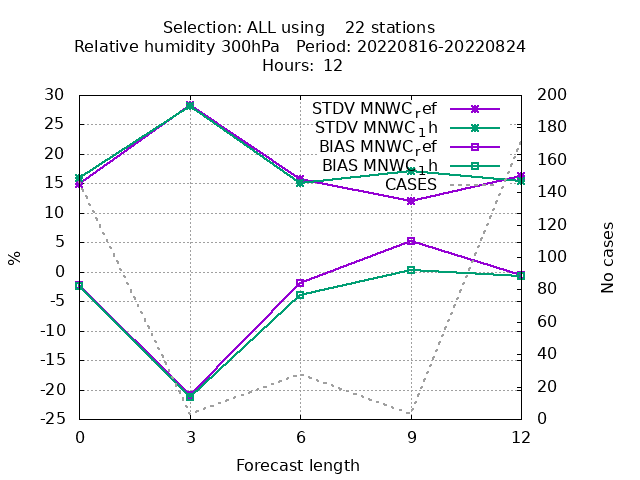 Selection: ALL using    22 stations
Relative humidity 300hPa   Period: 20220816-20220824
Hours: 12
STDV MNWC_ref
STDV MNWC_1h
BIAS MNWC_ref
BIAS MNWC_1h
CASES
30
25
20
15
10
5
0
-5
-10
-15
-20
-25
%
200
180
160
140
120
100
80
60
40
20
0
No cases
0 3 6 9 12
Forecast length